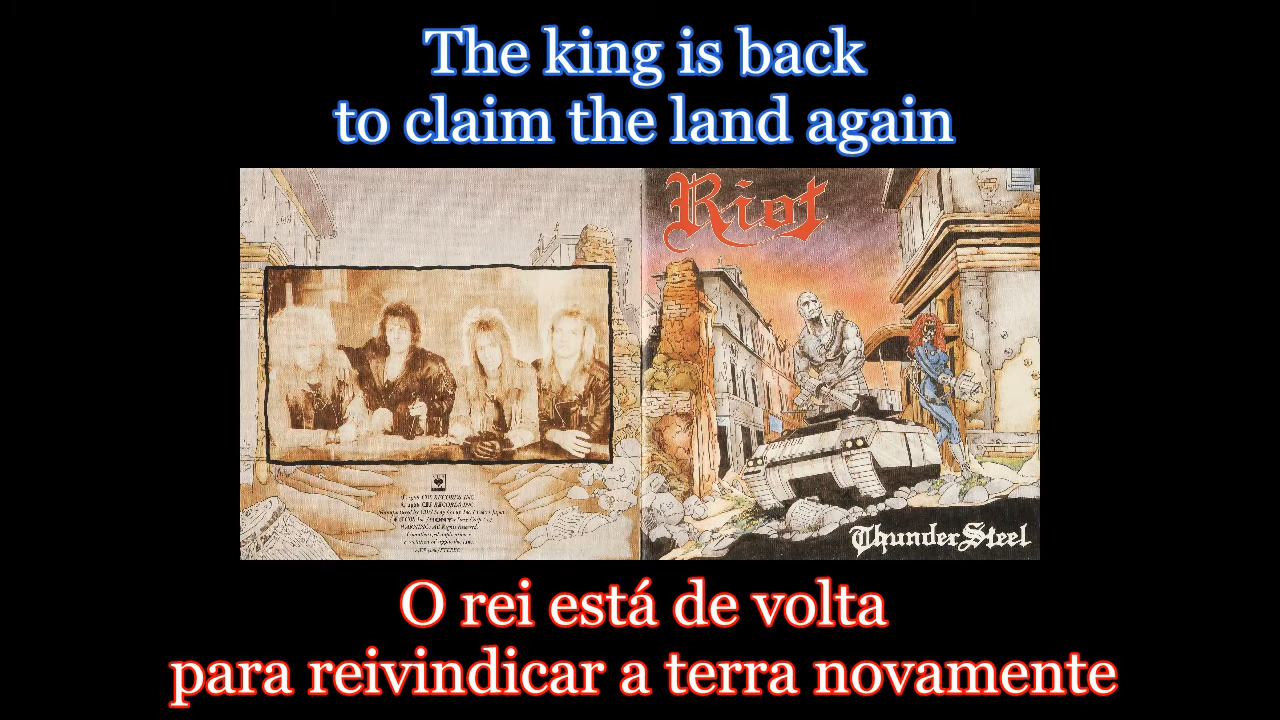 The king is back
to claim the land again
Riot
ThunderSteel
O rei está de volta
para reivindicar a terra novamente